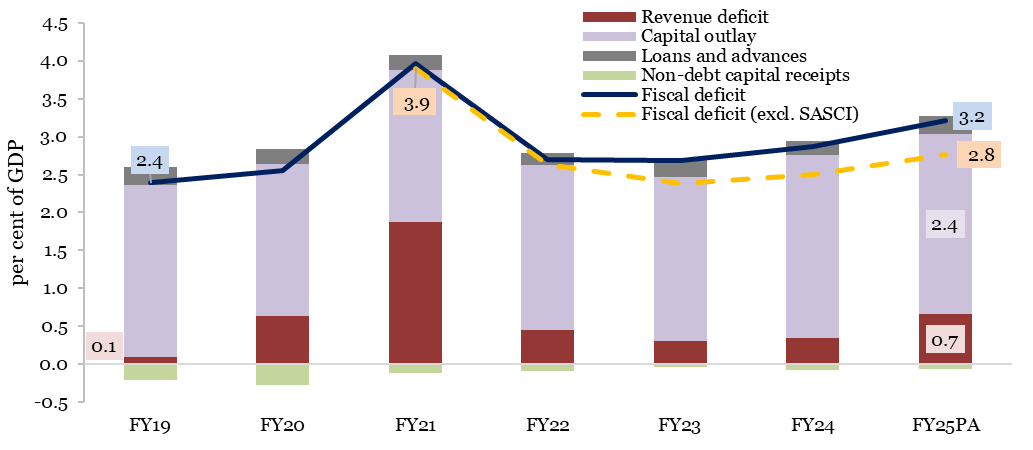 per cent of GDP
4.5
4.0
3.5
3.0
2.5
2.0
1.5
1.0
0.5
0.0
-0.5
Revenue deficit
Capital outlay
Loans and advances
Non-debt capital receipts
Fiscal deficit
Fiscal deficit (excl. SASCI)
2.4
0.1
3.9
3.2
2.8
2.4
0.7
FY19 FY20 FY21 FY22 FY23 FY24 FY25PA